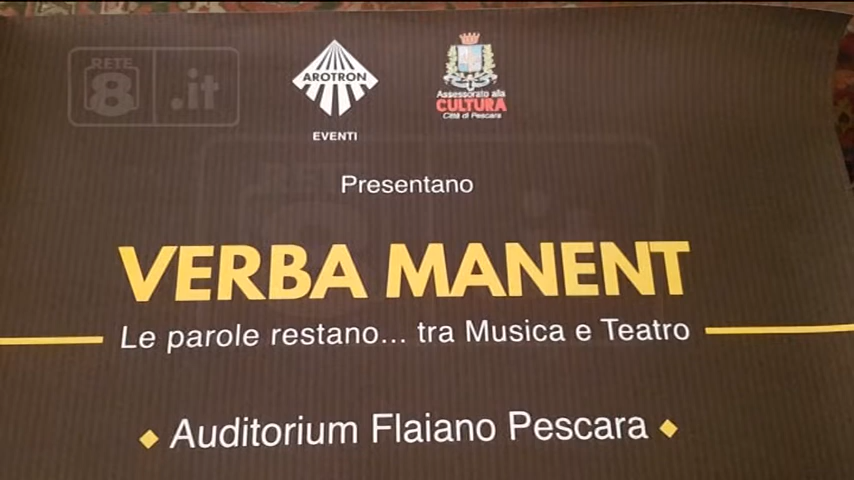 RETE
8 .it
AROTRON
EVENTI
Assessorato alla
CULTURA
Città di Pescara
Presentano
VERBA MANENT
Le parole restano... tra Musica e Teatro
Auditorium Flaiano Pescara